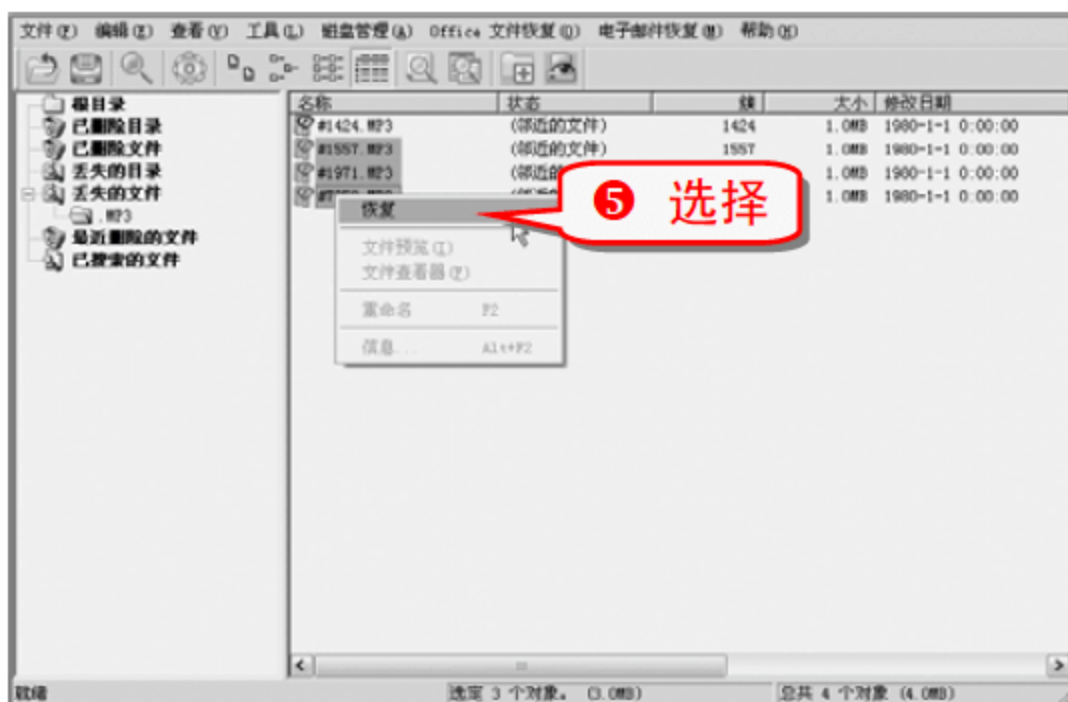 文件(F) 编辑(E) 查看(V) 工具(L) 磁盘管理(A) Office 文件恢复(O) 电子邮件恢复(M) 帮助(H)
名称 状态 簇 大小 修改日期
根目录
已删除目录
已删除文件
丢失的目录
丢失的文件
.MP3
最近删除的文件
已搜索的文件
#1424.MP3 (邻近的文件) 1424 1.0MB 1980-1-1 0:00:00
#1557.MP3 (邻近的文件) 1557 1.0MB 1980-1-1 0:00:00
#1971.MP3 (邻近的 1.0MB 1980-1-1 0:00:00
1.0MB 1980-1-1 0:00:00
恢复
文件预览(I)
文件查看器(P)
重命名 F2
信息... Alt+F2
❺ 选择
就绪 选定 3 个对象。 (3.0MB) 总共 4 个对象 (4.0MB)